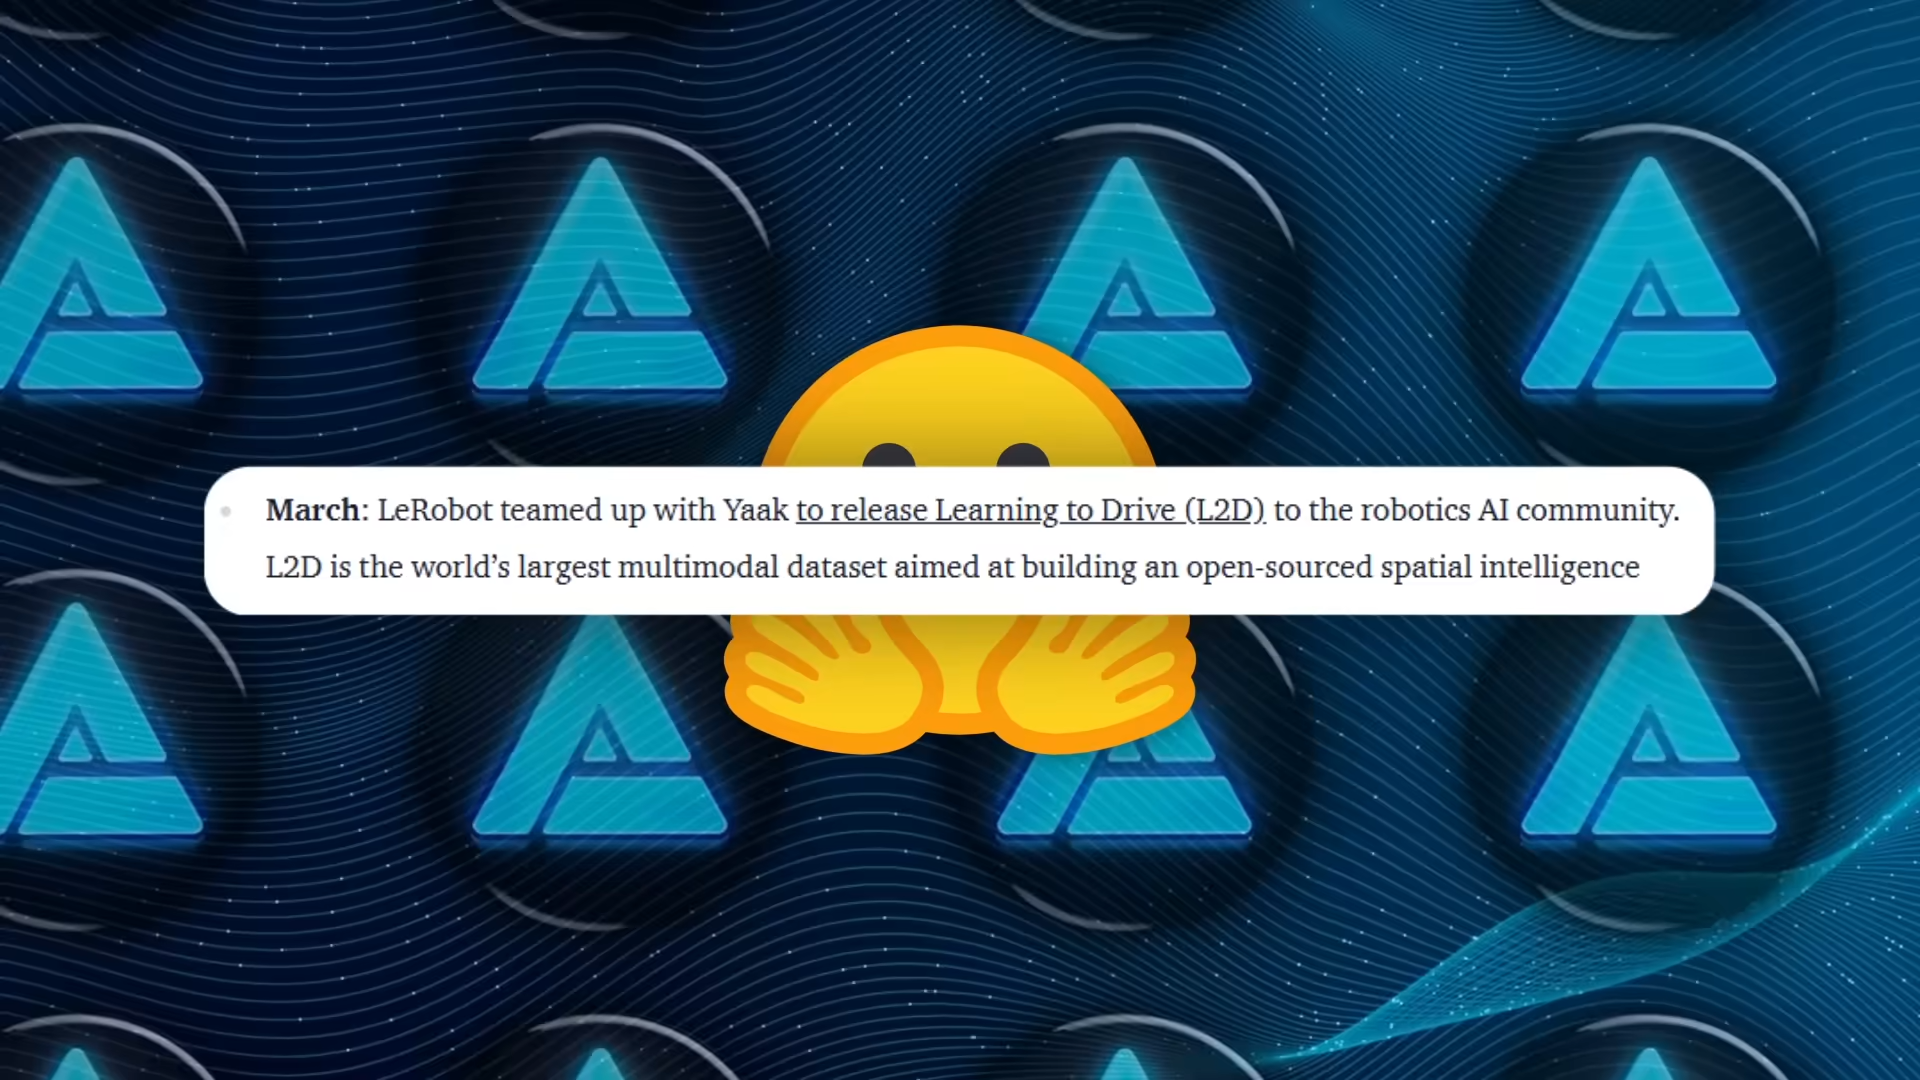 March: LeRobot teamed up with Yaak to release Learning to Drive (L2D) to the robotics AI community.
L2D is the world’s largest multimodal dataset aimed at building an open-sourced spatial intelligence